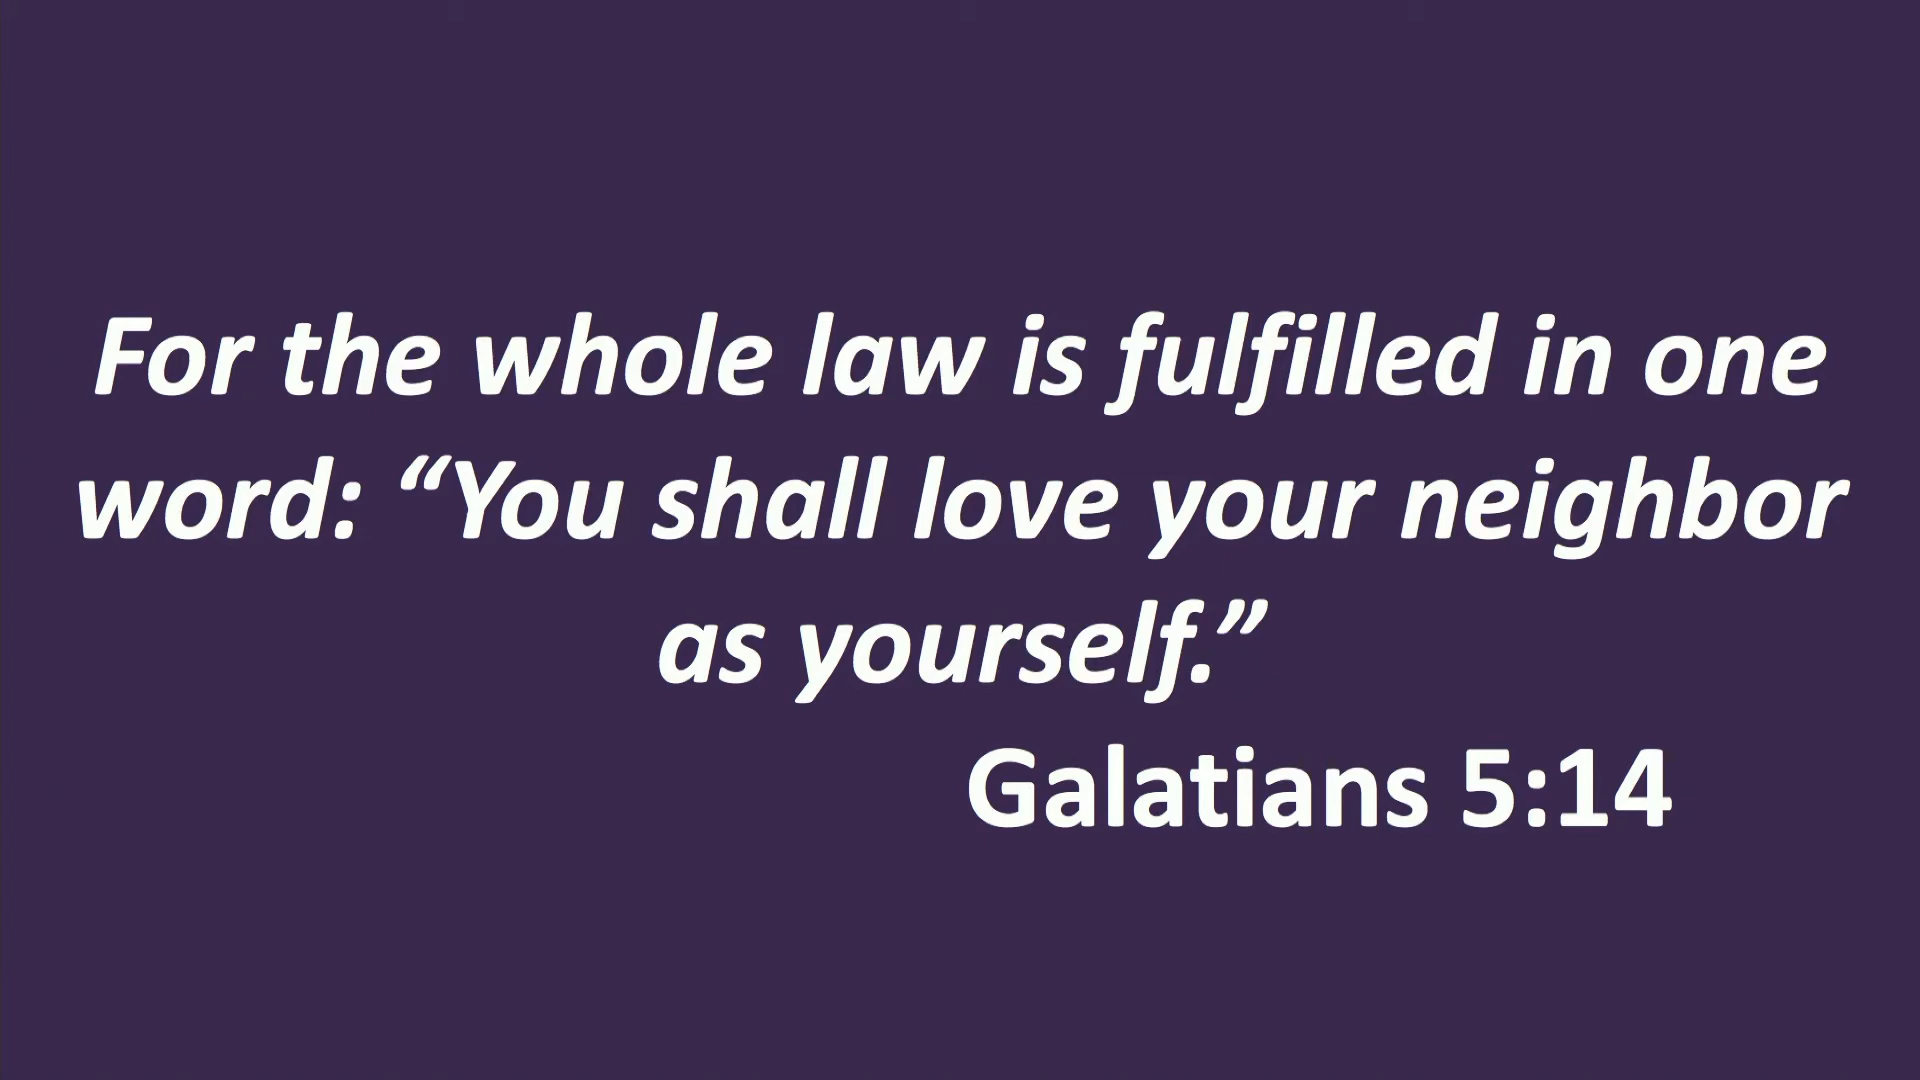 For the whole law is fulfilled in one
word: “You shall love your neighbor
as yourself.”
Galatians 5:14